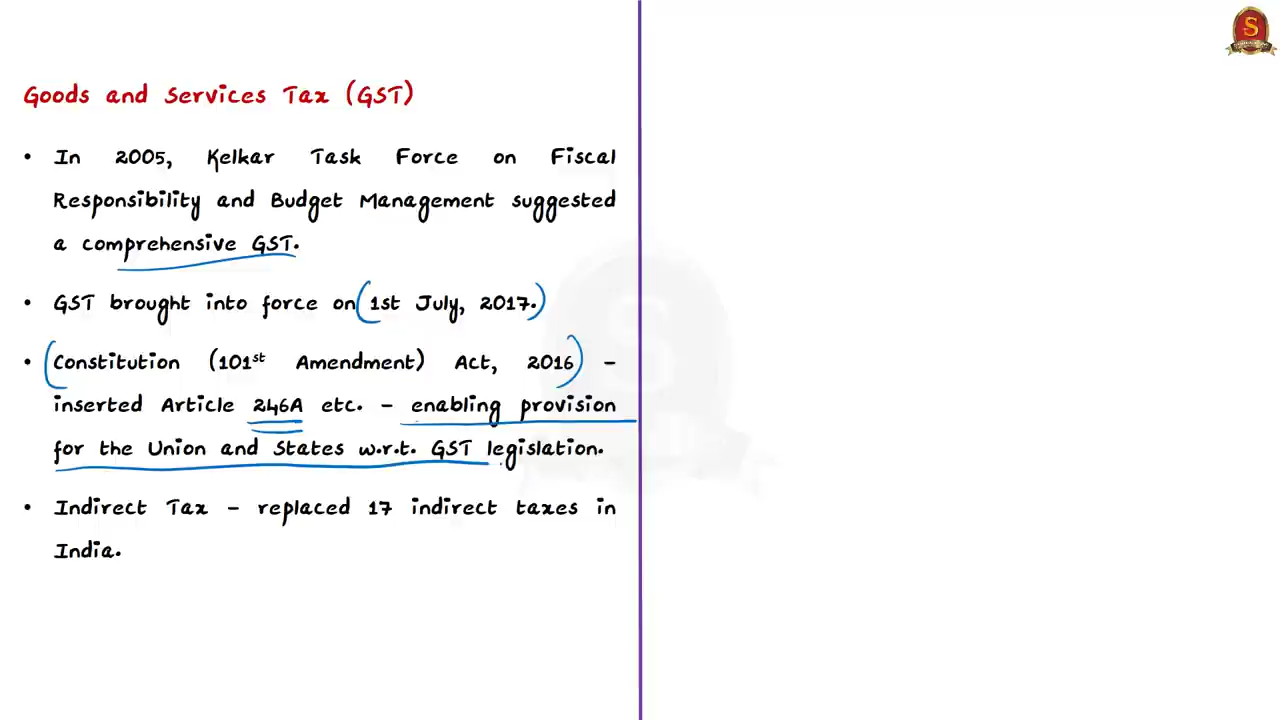 Goods and Services Tax (GST)
• In 2005, Kelkar Task Force on Fiscal
Responsibility and Budget Management suggested
a comprehensive GST.
• GST brought into force on (1st July, 2017.)
• (Constitution (101st Amendment) Act, 2016) –
inserted Article 246A etc. – enabling provision
for the Union and States w.r.t. GST legislation.
• Indirect Tax – replaced 17 indirect taxes in
India.
S